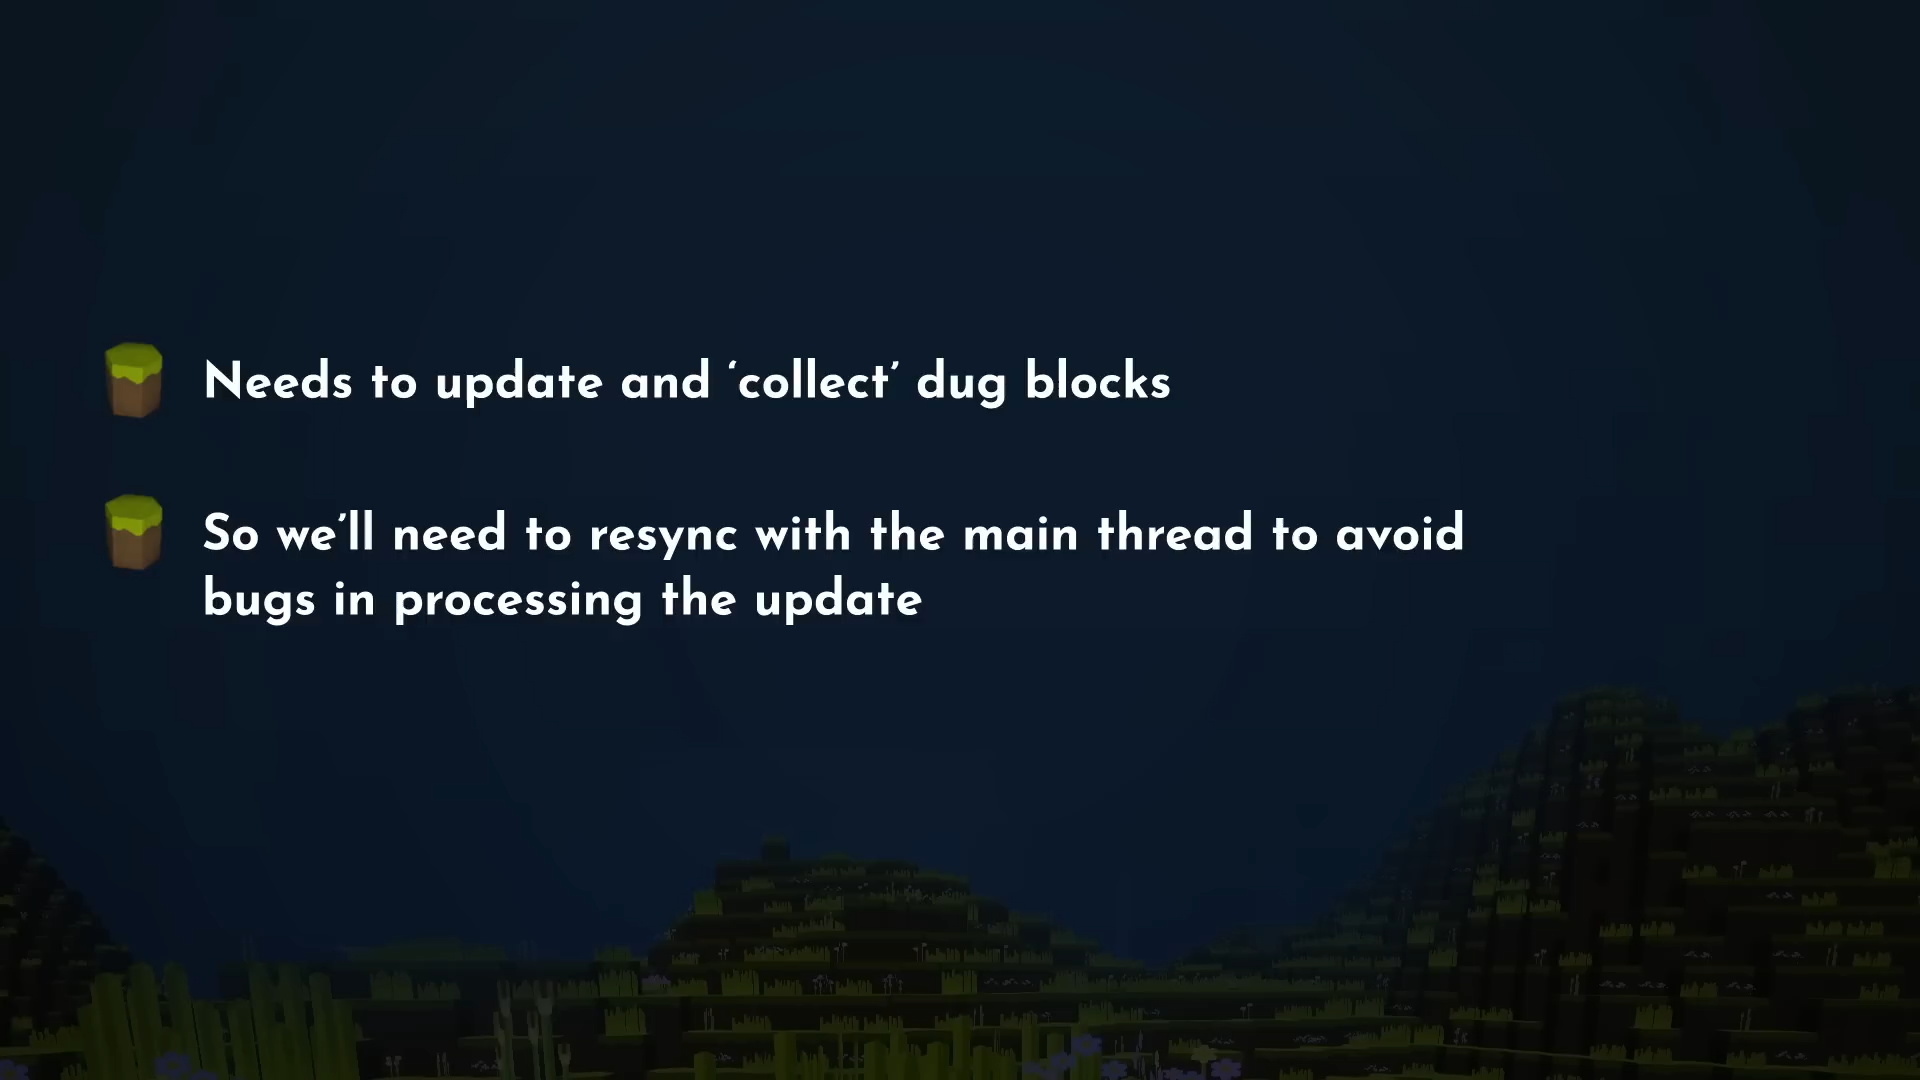 Needs to update and ‘collect’ dug blocks
So we’ll need to resync with the main thread to avoid
bugs in processing the update